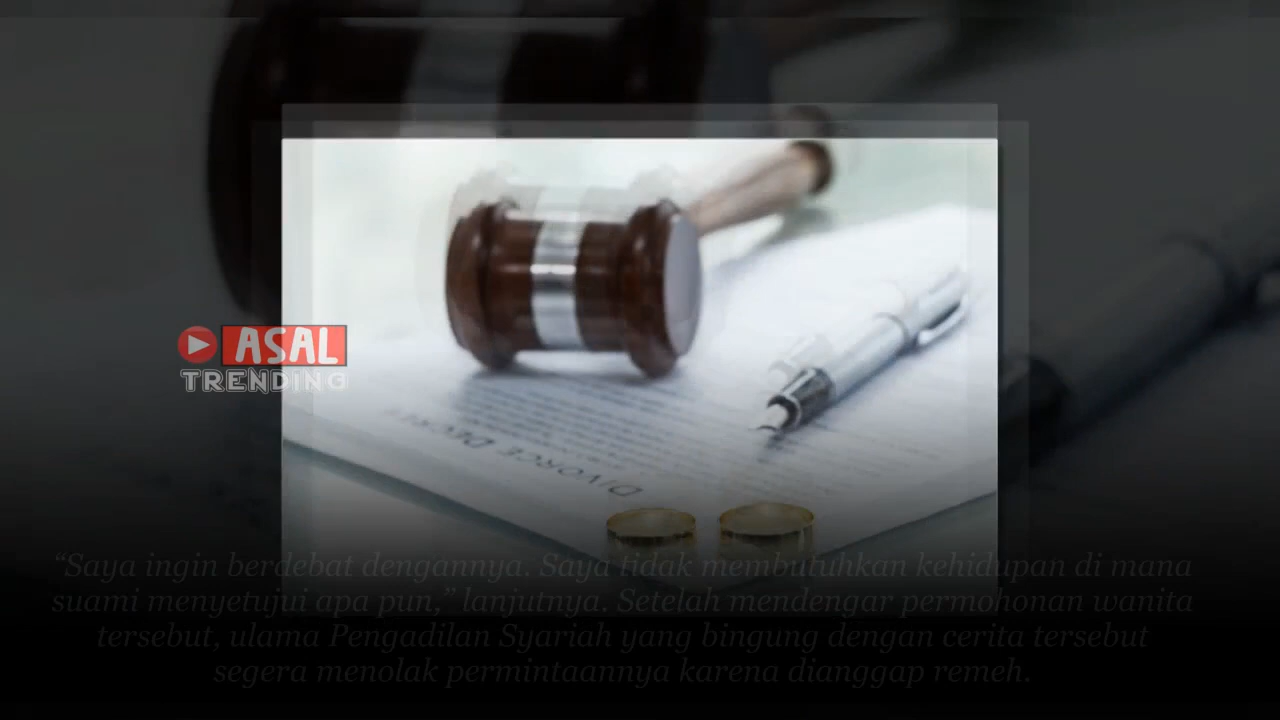 ASAL
TRENDING
DIVORCE DECREE
“Saya ingin berdebat dengannya. Saya tidak membutuhkan kehidupan di mana
suami menyetujui apa pun,” lanjutnya. Setelah mendengar permohonan wanita
tersebut, ulama Pengadilan Syariah yang bingung dengan cerita tersebut
segera menolak permintaannya karena dianggap remeh.